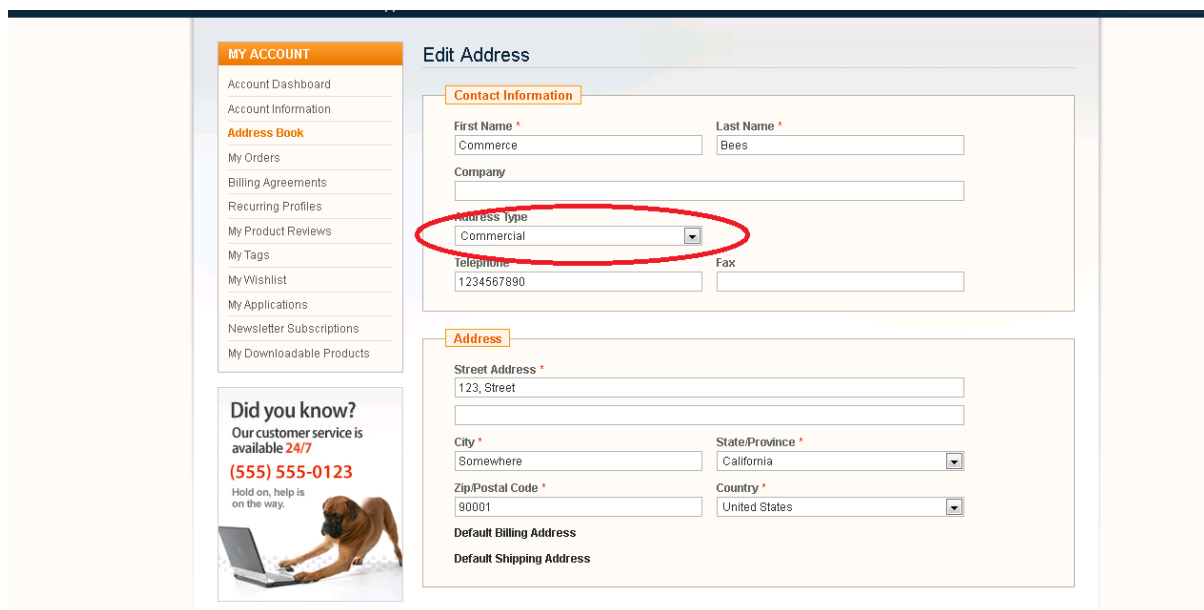 MY ACCOUNT
Account Dashboard
Account Information
Address Book
My Orders
Billing Agreements
Recurring Profiles
My Product Reviews
My Tags
My Wishlist
My Applications
Newsletter Subscriptions
My Downloadable Products
Did you know?
Our customer service is
available 24/7
(555) 555-0123
Hold on, help is
on the way.
Edit Address
Contact Information
First Name * Last Name *
Commerce Bees
Company
Address Type
Commercial
Telephone Fax
1234567890
Address
Street Address *
123, Street
City * State/Province *
Somewhere California
Zip/Postal Code * Country *
90001 United States
Default Billing Address
Default Shipping Address